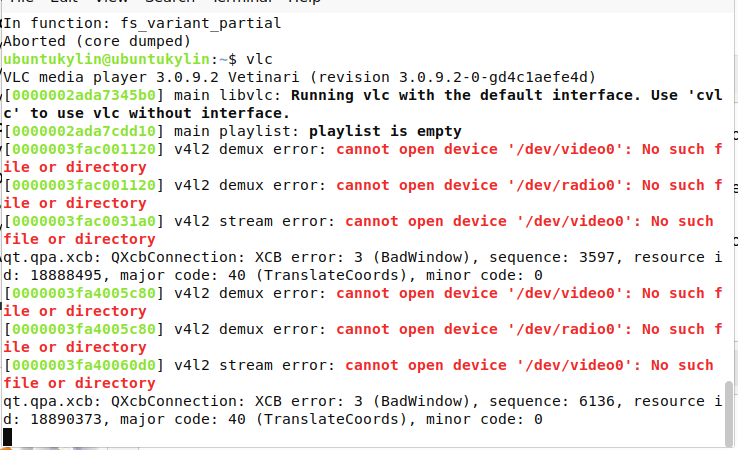 In function: fs_variant_partial
Aborted (core dumped)
ubuntukylin@ubuntukylin:~$ vlc
VLC media player 3.0.9.2 Vetinari (revision 3.0.9.2-0-gd4c1aefe4d)
[0000002ada7345b0] main libvlc: Running vlc with the default interface. Use 'cvl
c' to use vlc without interface.
[0000002ada7cdd10] main playlist: playlist is empty
[0000003fac001120] v4l2 demux error: cannot open device '/dev/video0': No such f
ile or directory
[0000003fac001120] v4l2 demux error: cannot open device '/dev/radio0': No such f
ile or directory
[0000003fac0031a0] v4l2 stream error: cannot open device '/dev/video0': No such
file or directory
qt.qpa.xcb: QXcbConnection: XCB error: 3 (BadWindow), sequence: 3597, resource i
d: 18888495, major code: 40 (TranslateCoords), minor code: 0
[0000003fa4005c80] v4l2 demux error: cannot open device '/dev/video0': No such f
ile or directory
[0000003fa4005c80] v4l2 demux error: cannot open device '/dev/radio0': No such f
ile or directory
[0000003fa40060d0] v4l2 stream error: cannot open device '/dev/video0': No such
file or directory
qt.qpa.xcb: QXcbConnection: XCB error: 3 (BadWindow), sequence: 6136, resource i
d: 18890373, major code: 40 (TranslateCoords), minor code: 0